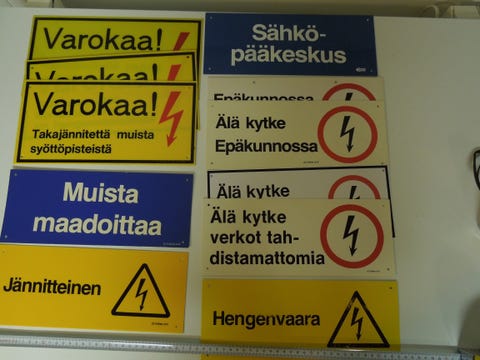 Varokaa!
Varokaa!
Varokaa!
Takajännitettä muista
syöttöpisteistä
Muista
maadoittaa
Jännitteinen
Sähkö-
pääkeskus
Epäkunnossa
Älä kytke
Epäkunnossa
Älä kytke
Älä kytke
verkot tah-
distamattomia
Hengenvaara